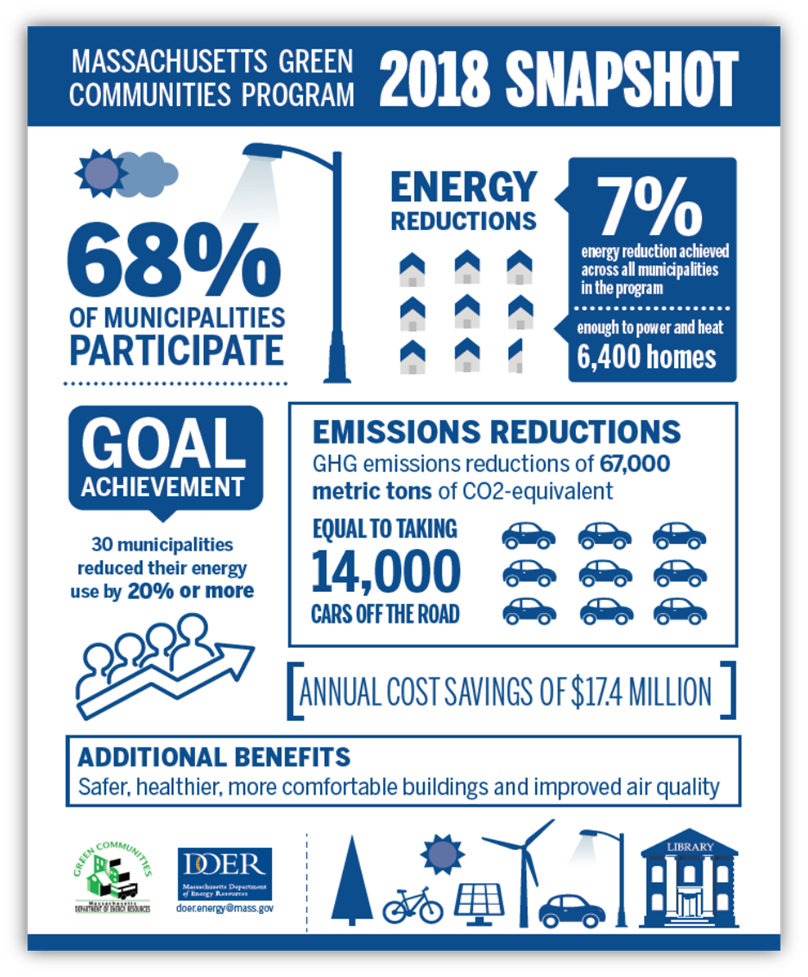 MASSACHUSETTS GREEN
COMMUNITIES PROGRAM
2018 SNAPSHOT
68%
OF MUNICIPALITIES
PARTICIPATE
ENERGY
REDUCTIONS
7%
energy reduction achieved
across all municipalities
in the program
enough to power and heat
6,400 homes
GOAL
ACHIEVEMENT
30 municipalities
reduced their energy
use by 20% or more
EMISSIONS REDUCTIONS
GHG emissions reductions of 67,000
metric tons of CO2-equivalent
EQUAL TO TAKING
14,000
CARS OFF THE ROAD
ANNUAL COST SAVINGS OF $17.4 MILLION
ADDITIONAL BENEFITS
Safer, healthier, more comfortable buildings and improved air quality
GREEN COMMUNITIES
Massachusetts
DEPARTMENT OF ENERGY RESOURCES
DOER
Massachusetts Department
of Energy Resources
doer.energy@mass.gov
LIBRARY